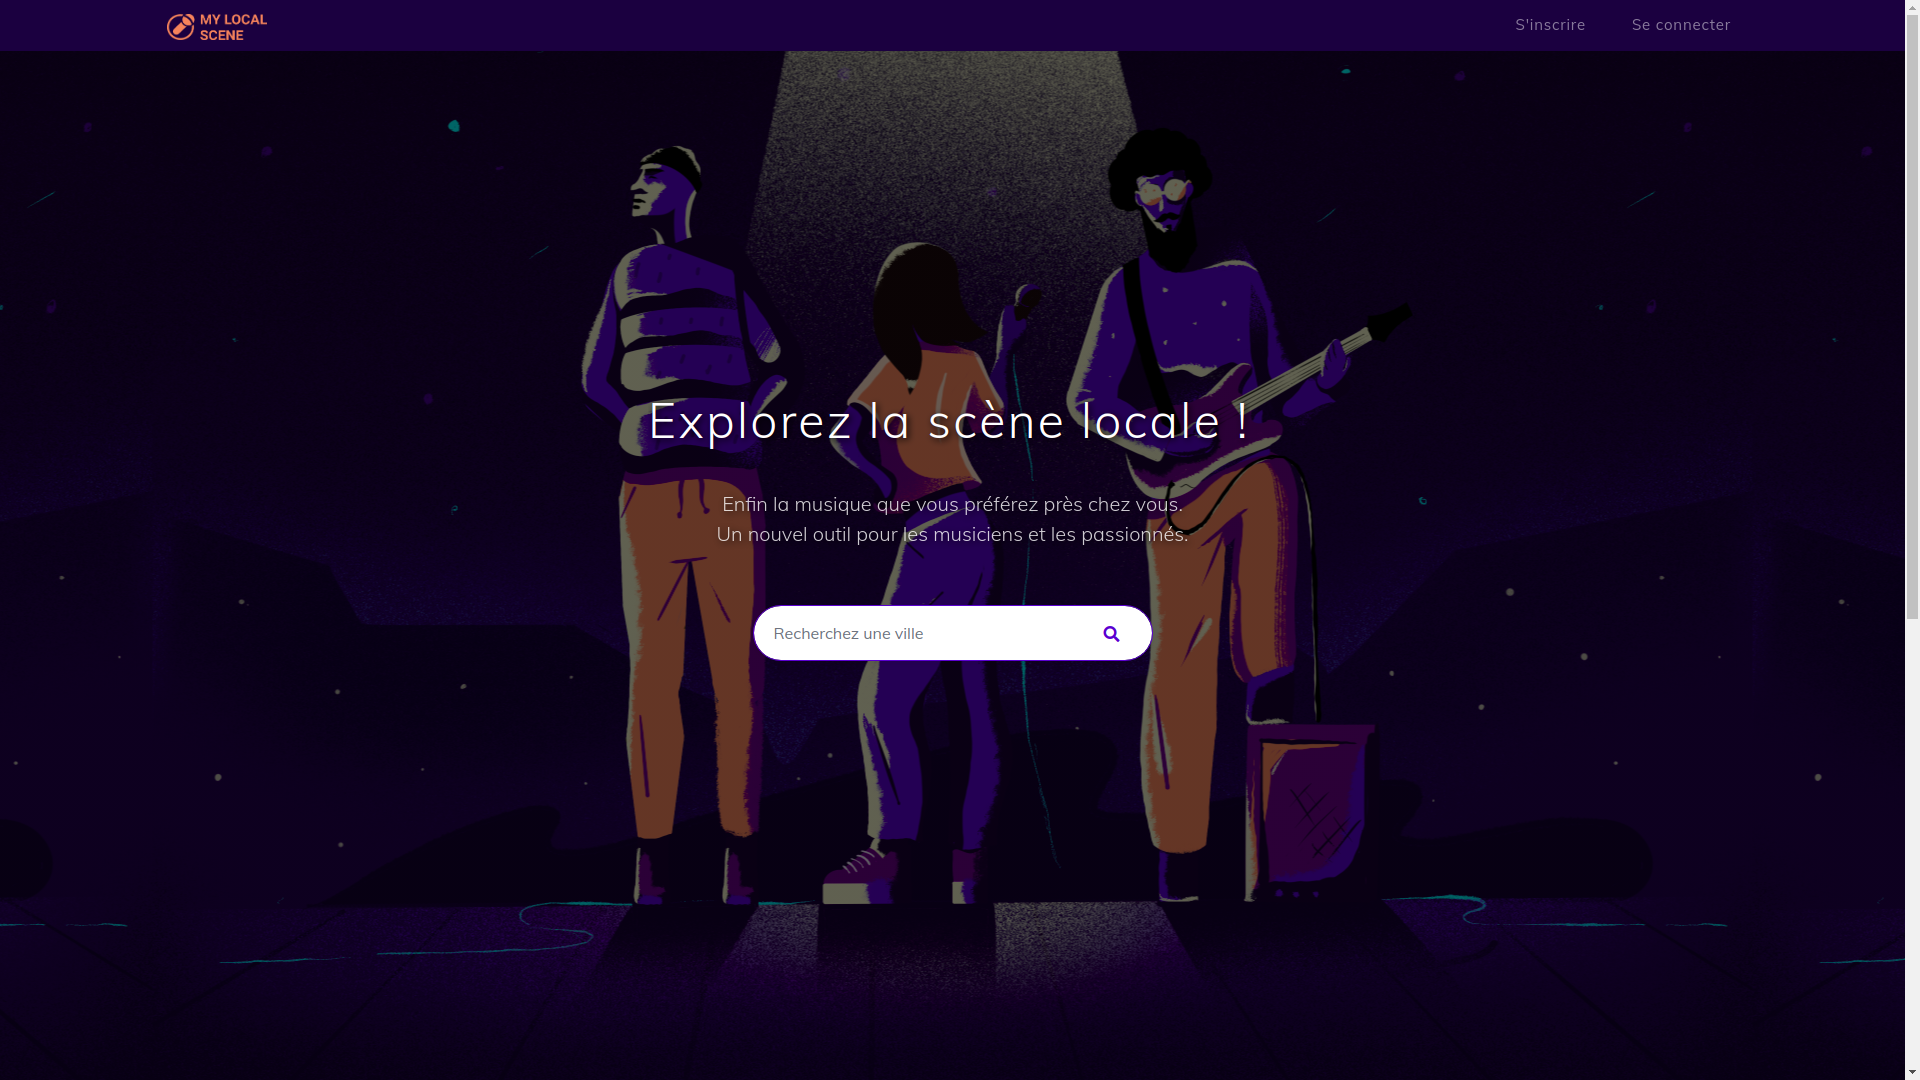 MY LOCAL
SCENE
S'inscrire
Se connecter
Explorez la scène locale !
Enfin la musique que vous préférez près chez vous.
Un nouvel outil pour les musiciens et les passionnés.
Recherchez une ville